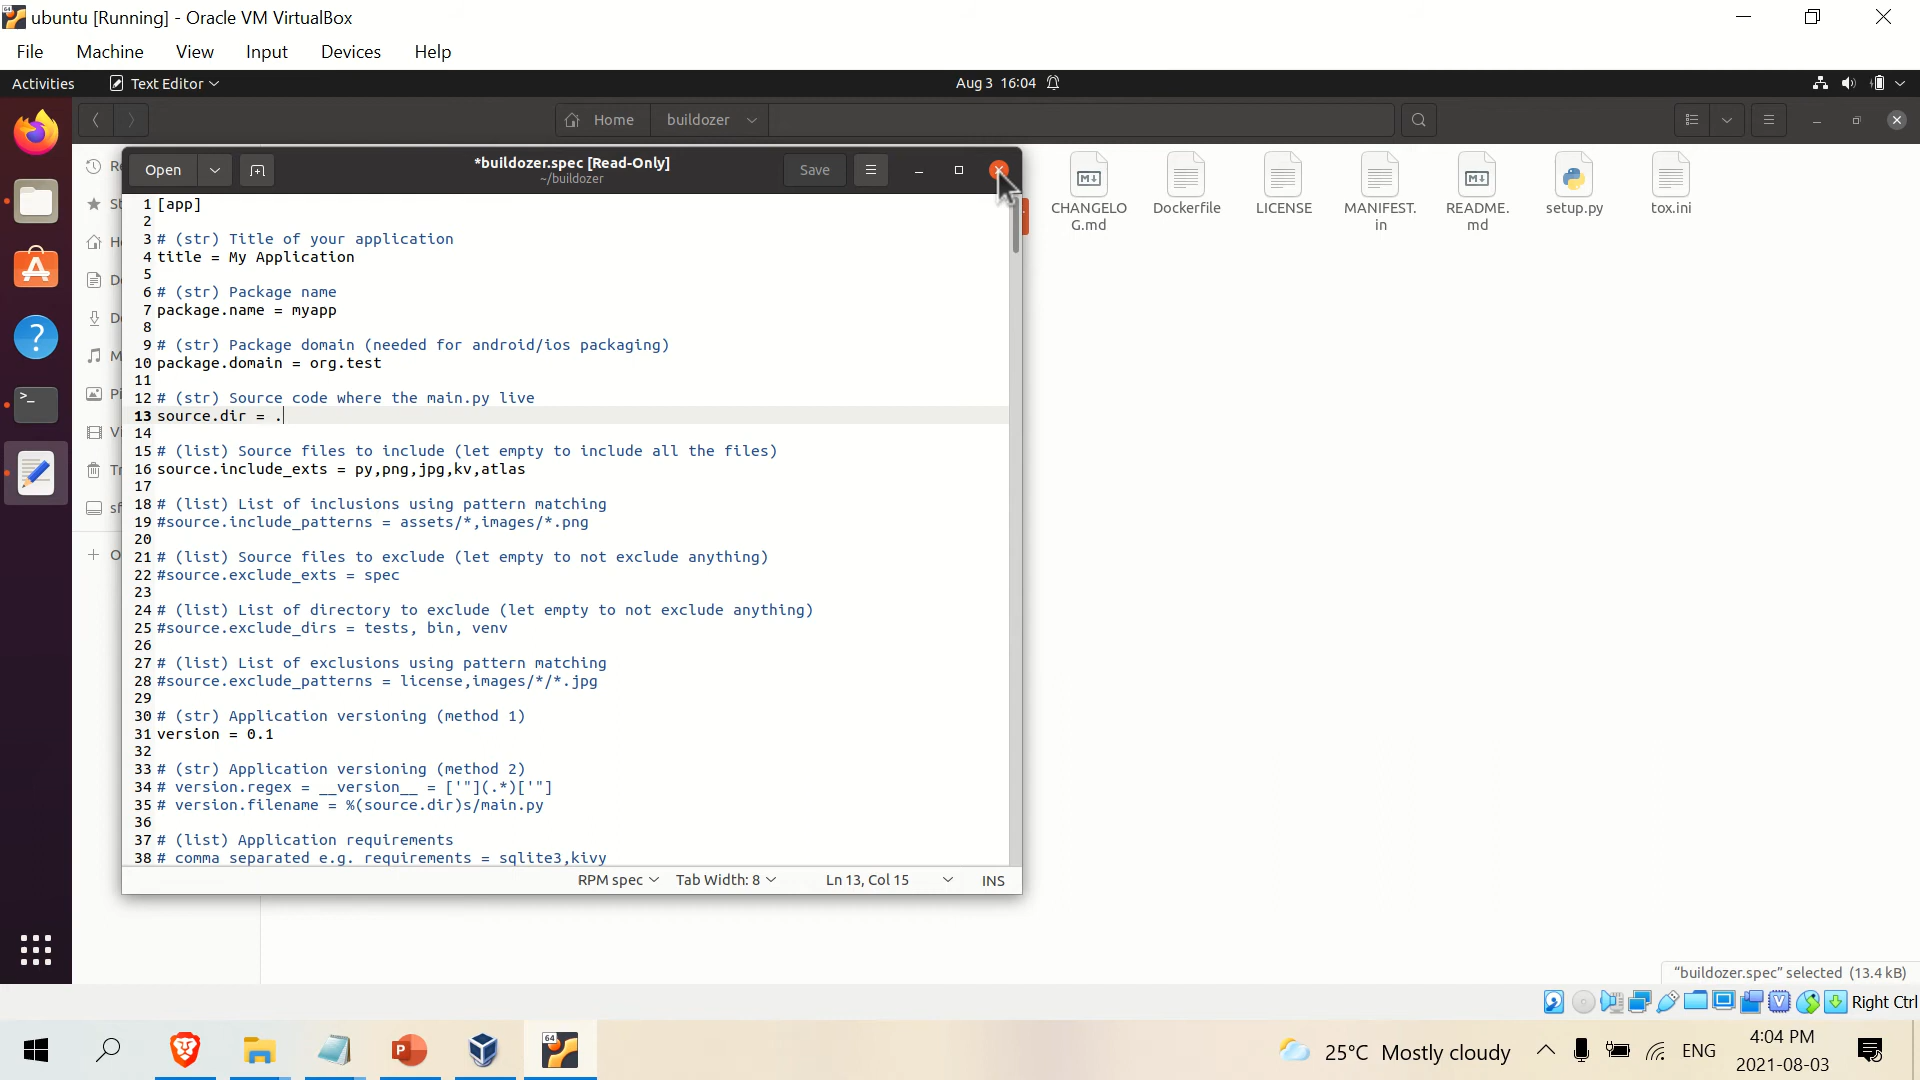 ubuntu [Running] - Oracle VM VirtualBox
File Machine View Input Devices Help
Activities Text Editor Aug 3 16:04
Home buildozer
Open *buildozer.spec [Read-Only] Save
~/buildozer
CHANGELO
G.md
Dockerfile
LICENSE
MANIFEST.
in
README.
md
setup.py
tox.ini
1 [app]
2
3 # (str) Title of your application
4 title = My Application
5
6 # (str) Package name
7 package.name = myapp
8
9 # (str) Package domain (needed for android/ios packaging)
10 package.domain = org.test
11
12 # (str) Source code where the main.py live
13 source.dir = .
14
15 # (list) Source files to include (let empty to include all the files)
16 source.include_exts = py,png,jpg,kv,atlas
17
18 # (list) List of inclusions using pattern matching
19 #source.include_patterns = assets/*,images/*.png
20
21 # (list) Source files to exclude (let empty to not exclude anything)
22 #source.exclude_exts = spec
23
24 # (list) List of directory to exclude (let empty to not exclude anything)
25 #source.exclude_dirs = tests, bin, venv
26
27 # (list) List of exclusions using pattern matching
28 #source.exclude_patterns = license,images/*/*.jpg
29
30 # (str) Application versioning (method 1)
31 version = 0.1
32
33 # (str) Application versioning (method 2)
34 # version.regex = __version__ = ['"](.*)['"]
35 # version.filename = %(source.dir)s/main.py
36
37 # (list) Application requirements
38 # comma separated e.g. requirements = sqlite3,kivy
RPM spec Tab Width: 8 Ln 13, Col 15 INS
"buildozer.spec" selected (13.4 kB)
Right Ctrl
25°C Mostly cloudy ENG 4:04 PM
2021-08-03